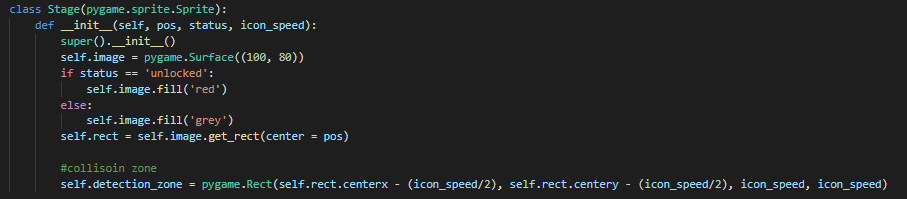 class Stage(pygame.sprite.Sprite):
    def __init__(self, pos, status, icon_speed):
        super().__init__()
        self.image = pygame.Surface((100, 80))
        if status == 'unlocked':
            self.image.fill('red')
        else:
            self.image.fill('grey')
        self.rect = self.image.get_rect(center = pos)

        #collisoin zone
        self.detection_zone = pygame.Rect(self.rect.centerx - (icon_speed/2), self.rect.centery - (icon_speed/2), icon_speed, icon_speed)